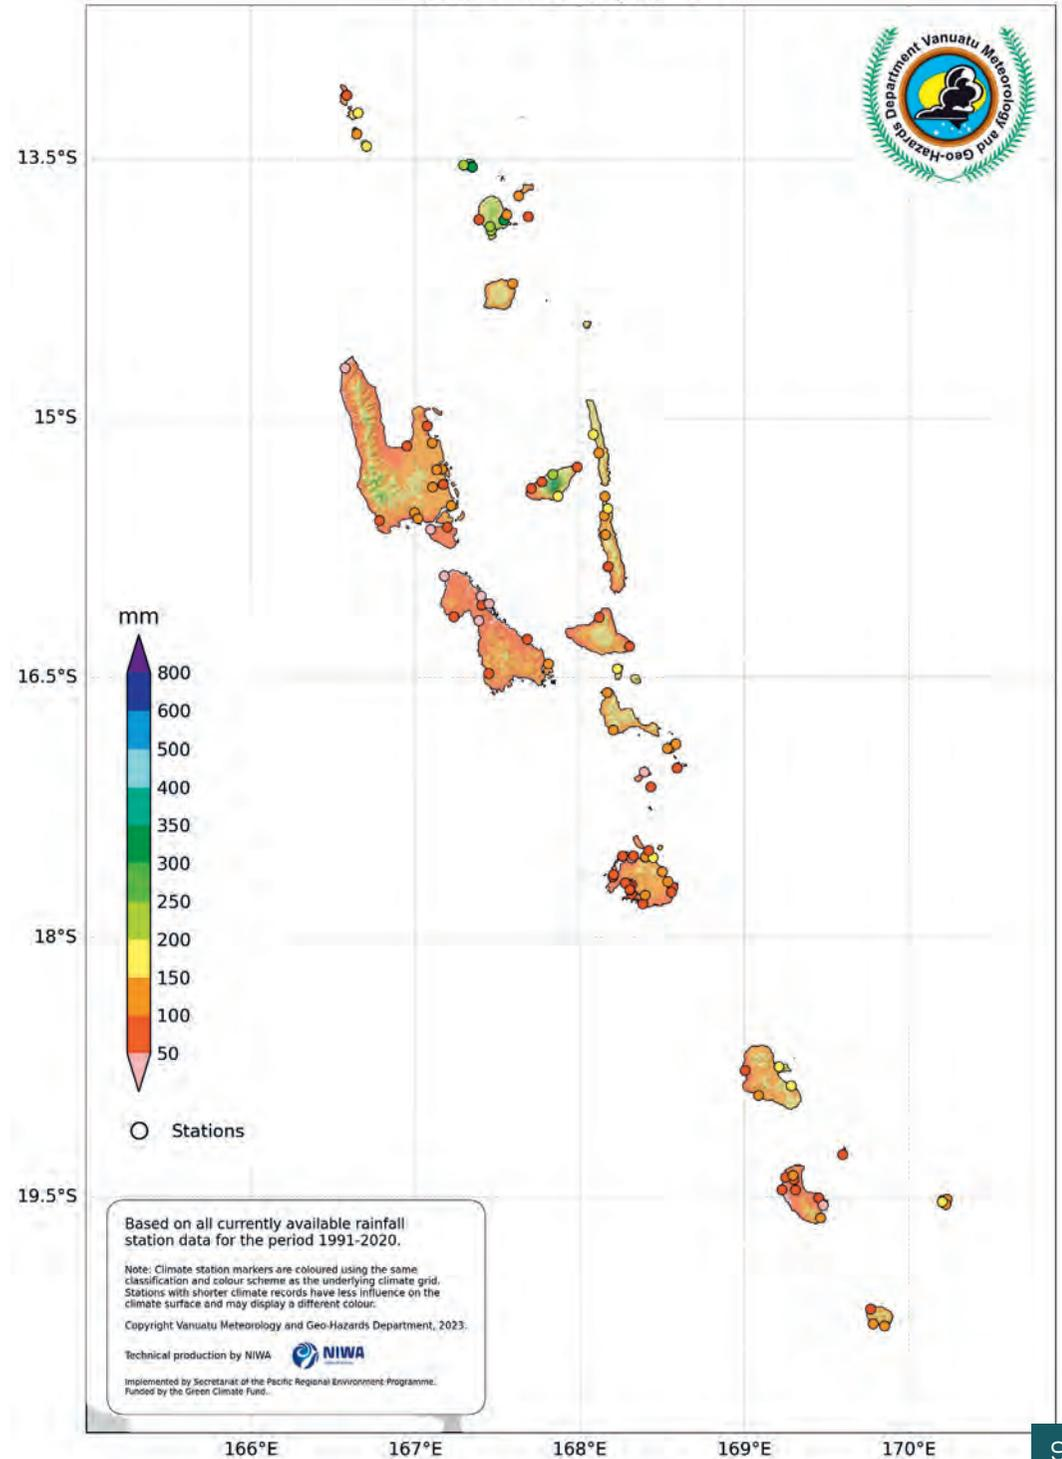 Vanuatu Meteorology and Geo-Hazards Department
13.5°S
15°S
16.5°S
18°S
19.5°S
mm
800
600
500
400
350
300
250
200
150
100
50
Stations
Based on all currently available rainfall
station data for the period 1991-2020.
Note: Climate station markers are coloured using the same
classification and colour scheme as the underlying climate grid.
Stations with shorter climate records have less influence on the
climate surface and may display a different colour.
Copyright Vanuatu Meteorology and Geo-Hazards Department, 2023.
Technical production by NIWA
NIWA
Implemented by Secretariat of the Pacific Regional Environment Programme.
Funded by the Green Climate Fund.
166°E
167°E
168°E
169°E
170°E